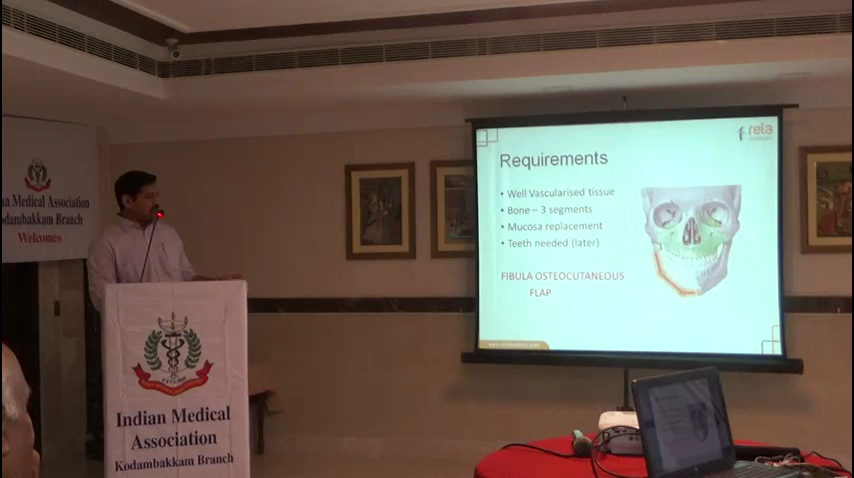 an Medical Association
Kodambakkam Branch
Welcomes
Indian Medical
Association
Kodambakkam Branch
rela
Requirements
• Well Vascularised tissue
• Bone – 3 segments
• Mucosa replacement
• Teeth needed (later)
FIBULA OSTEOCUTANEOUS
FLAP